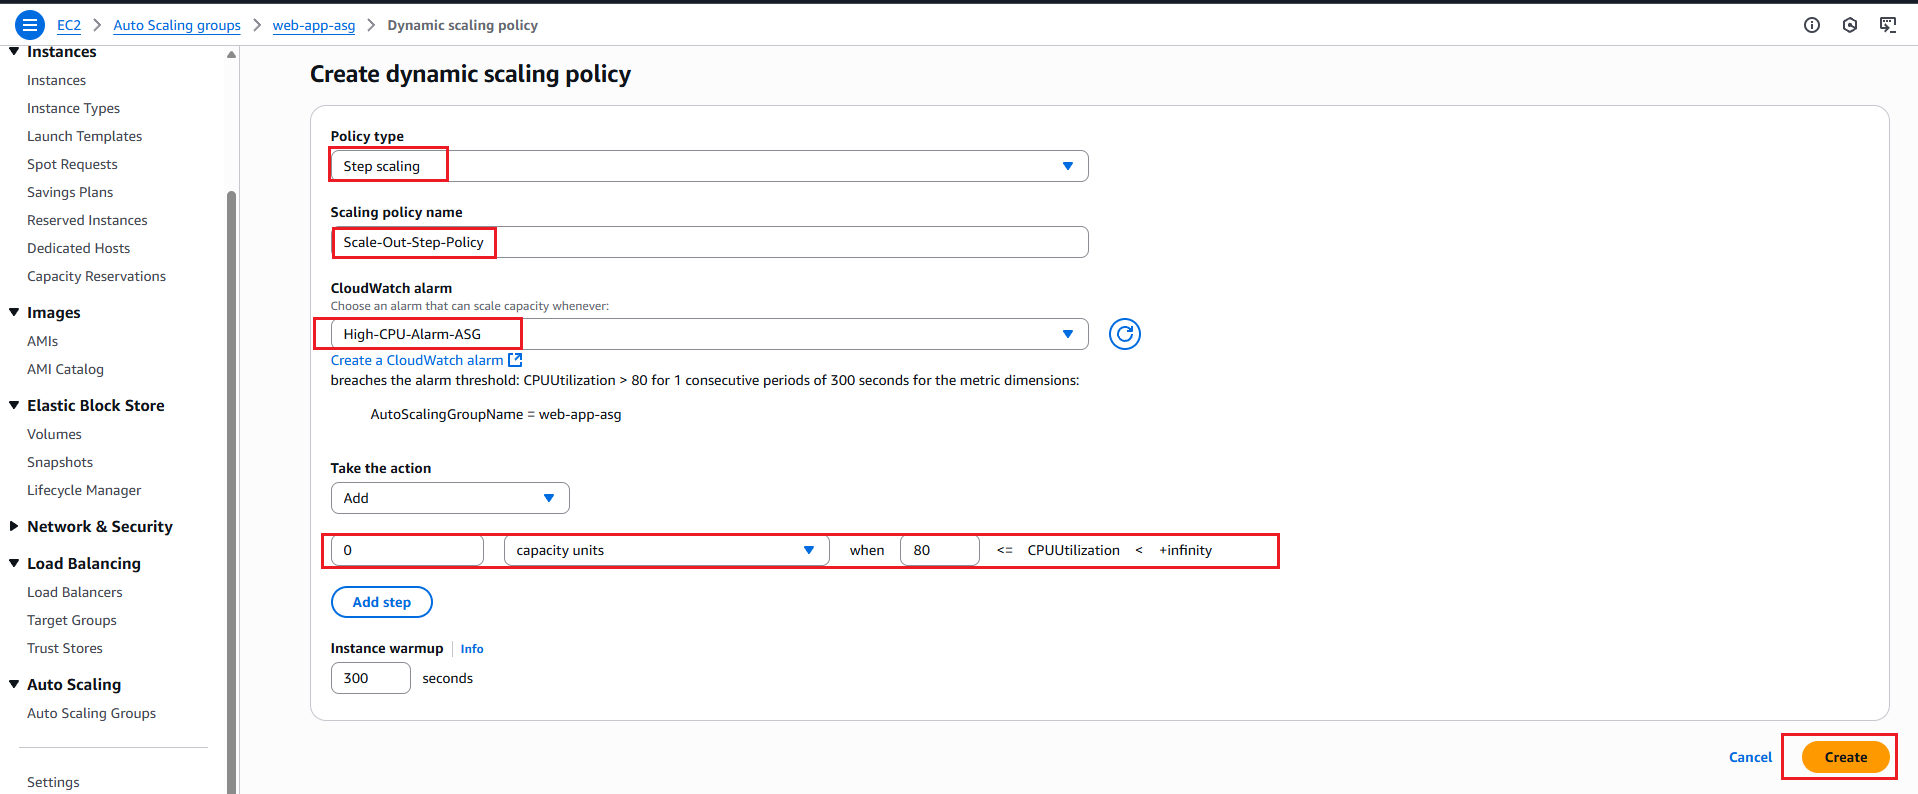 EC2 > Auto Scaling groups > web-app-asg > Dynamic scaling policy
Instances
Instances
Instance Types
Launch Templates
Spot Requests
Savings Plans
Reserved Instances
Dedicated Hosts
Capacity Reservations
Images
AMIs
AMI Catalog
Elastic Block Store
Volumes
Snapshots
Lifecycle Manager
Network & Security
Load Balancing
Load Balancers
Target Groups
Trust Stores
Auto Scaling
Auto Scaling Groups
Settings
Create dynamic scaling policy
Policy type
Step scaling
Scaling policy name
Scale-Out-Step-Policy
CloudWatch alarm
Choose an alarm that can scale capacity whenever:
High-CPU-Alarm-ASG
Create a CloudWatch alarm
breaches the alarm threshold: CPUUtilization > 80 for 1 consecutive periods of 300 seconds for the metric dimensions:
AutoScalingGroupName = web-app-asg
Take the action
Add
0 capacity units when 80 <= CPUUtilization < +infinity
Add step
Instance warmup Info
300 seconds
Cancel Create